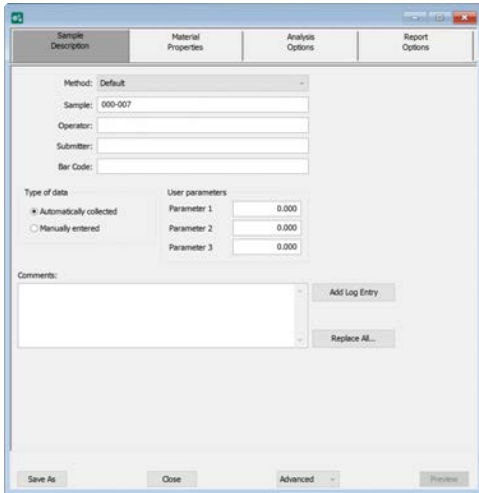 Sample Description
Material Properties
Analysis Options
Report Options
Method: Default
Sample: 000-007
Operator:
Submitter:
Bar Code:
Type of data
Automatically collected
Manually entered
User parameters
Parameter 1 0.000
Parameter 2 0.000
Parameter 3 0.000
Comments:
Add Log Entry
Replace All...
Save As Close Advanced Preview